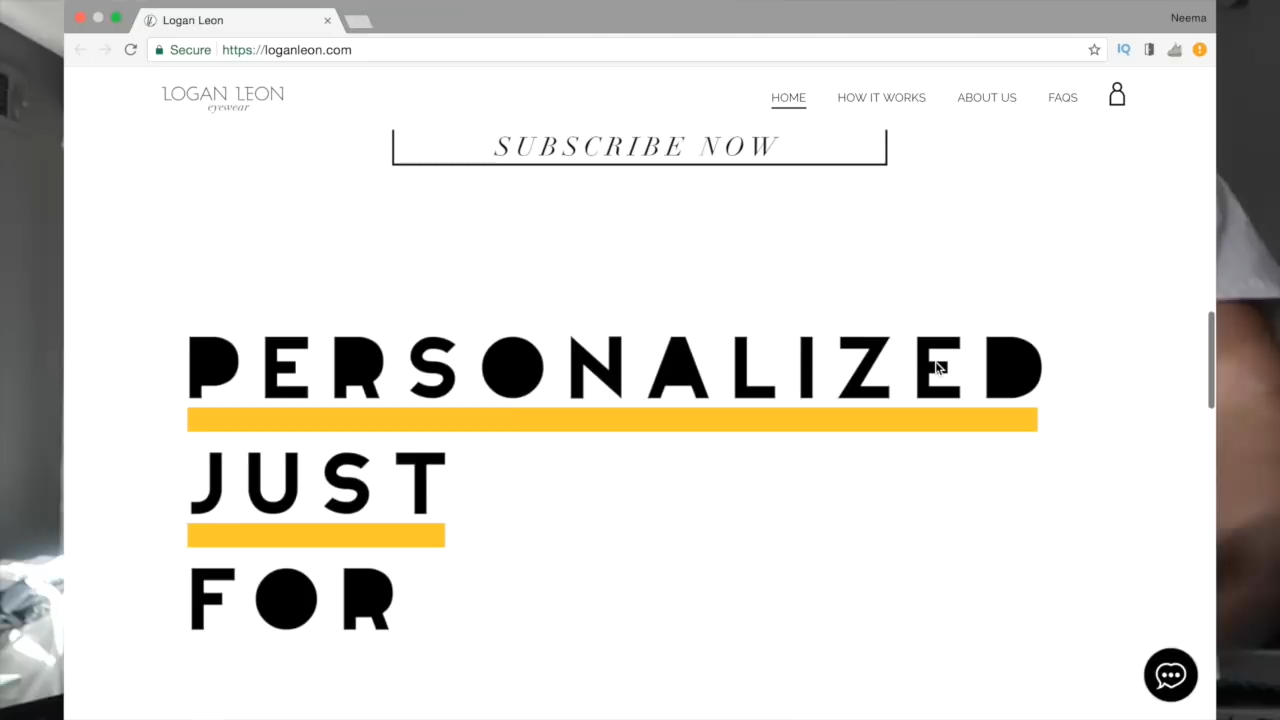 Logan Leon
Neema
Secure https://loganleon.com
IQ
LOGAN LEON
eyewear
HOME HOW IT WORKS ABOUT US FAQS
SUBSCRIBE NOW
PERSONALIZED
JUST
FOR